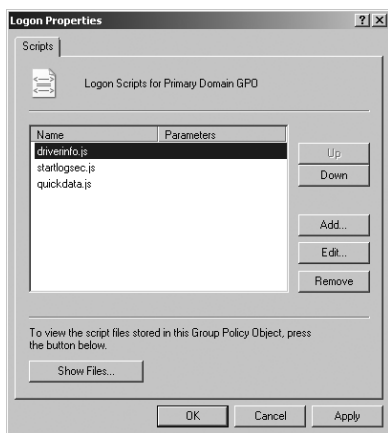 Logon Properties
Scripts
Logon Scripts for Primary Domain GPO
Name Parameters
driverinfo.js
startlogsec.js
quickdata.js
Up
Down
Add...
Edit...
Remove
To view the script files stored in this Group Policy Object, press
the button below.
Show Files...
OK Cancel Apply